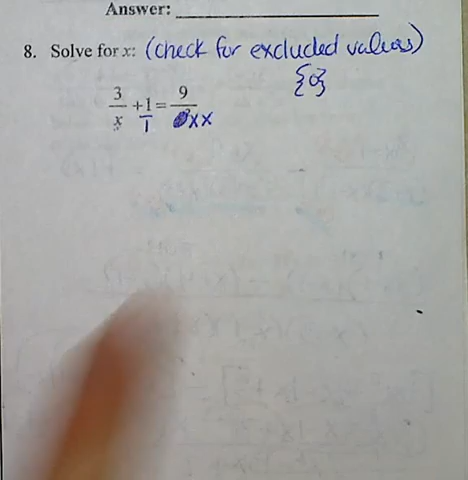 Answer:
8. Solve for x: (check for excluded values)
{0}
3/x + 1/1 = 9/xx